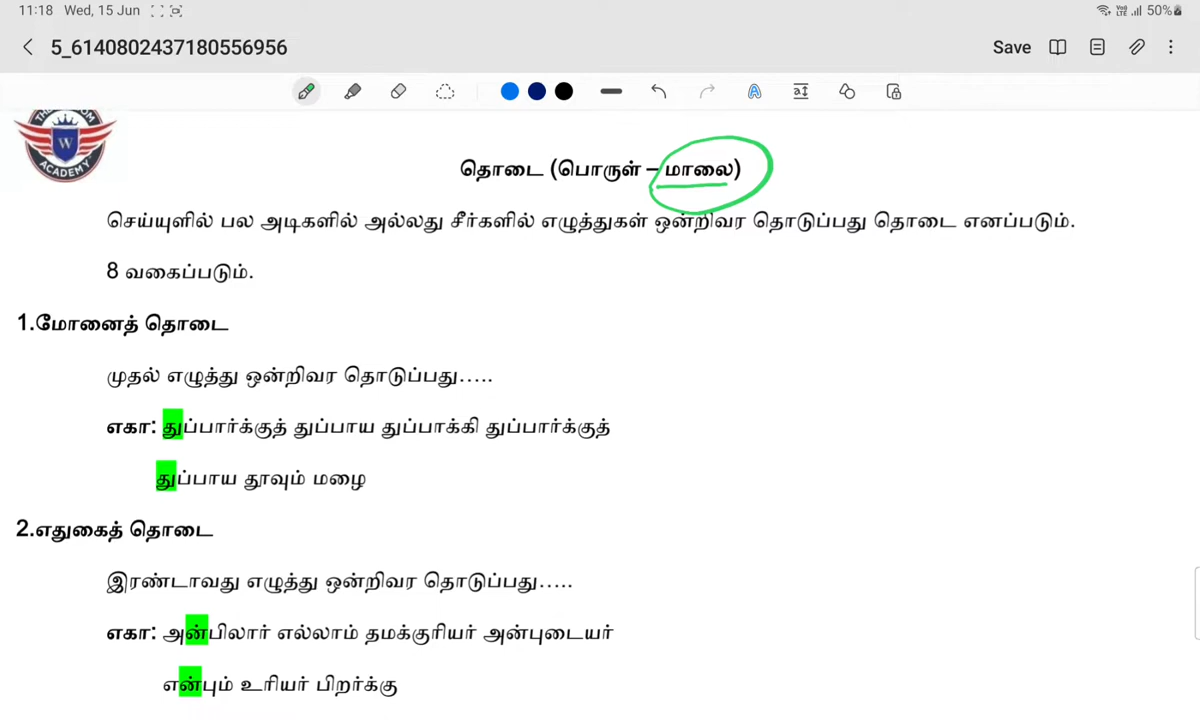 11:18 Wed, 15 Jun 50%
5_6140802437180556956 Save
W
ACADEMY
தொடை (பொருள் – மாலை)
செய்யுளில் பல அடிகளில் அல்லது சீர்களில் எழுத்துகள் ஒன்றிவர தொடுப்பது தொடை எனப்படும்.
8 வகைப்படும்.
1.மோனைத் தொடை
முதல் எழுத்து ஒன்றிவர தொடுப்பது…..
எகா: துப்பார்க்குத் துப்பாய துப்பாக்கி துப்பார்க்குத்
துப்பாய தூவும் மழை
2.எதுகைத் தொடை
இரண்டாவது எழுத்து ஒன்றிவர தொடுப்பது…..
எகா: அன்பிலார் எல்லாம் தமக்குரியர் அன்புடையர்
என்பும் உரியர் பிறர்க்கு